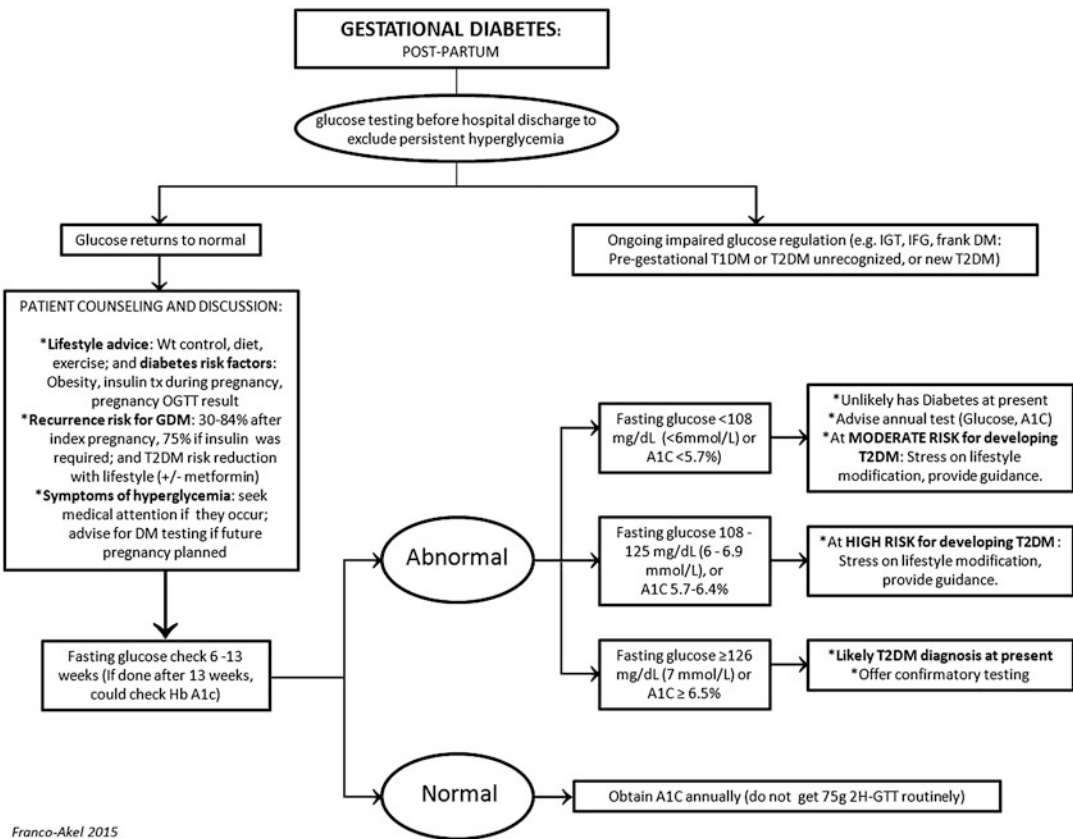 GESTATIONAL DIABETES:
POST-PARTUM
glucose testing before hospital discharge to
exclude persistent hyperglycemia
Glucose returns to normal
Ongoing impaired glucose regulation (e.g. IGT, IFG, frank DM:
Pre-gestational T1DM or T2DM unrecognized, or new T2DM)
PATIENT COUNSELING AND DISCUSSION:
*Lifestyle advice: Wt control, diet,
exercise; and diabetes risk factors:
Obesity, insulin tx during pregnancy,
pregnancy OGTT result
*Recurrence risk for GDM: 30-84% after
index pregnancy, 75% if insulin was
required; and T2DM risk reduction
with lifestyle (+/- metformin)
*Symptoms of hyperglycemia: seek
medical attention if they occur;
advise for DM testing if future
pregnancy planned
Fasting glucose check 6 -13
weeks (If done after 13 weeks,
could check Hb A1c)
Abnormal
Fasting glucose <108
mg/dL (<6mmol/L) or
A1C <5.7%)
*Unlikely has Diabetes at present
*Advise annual test (Glucose, A1C)
*At MODERATE RISK for developing
T2DM: Stress on lifestyle
modification, provide guidance.
Fasting glucose 108 -
125 mg/dL (6 - 6.9
mmol/L), or
A1C 5.7-6.4%
*At HIGH RISK for developing T2DM :
Stress on lifestyle modification,
provide guidance.
Fasting glucose ≥126
mg/dL (7 mmol/L) or
A1C ≥ 6.5%
*Likely T2DM diagnosis at present
*Offer confirmatory testing
Normal
Obtain A1C annually (do not get 75g 2H-GTT routinely)
Franco-Akel 2015